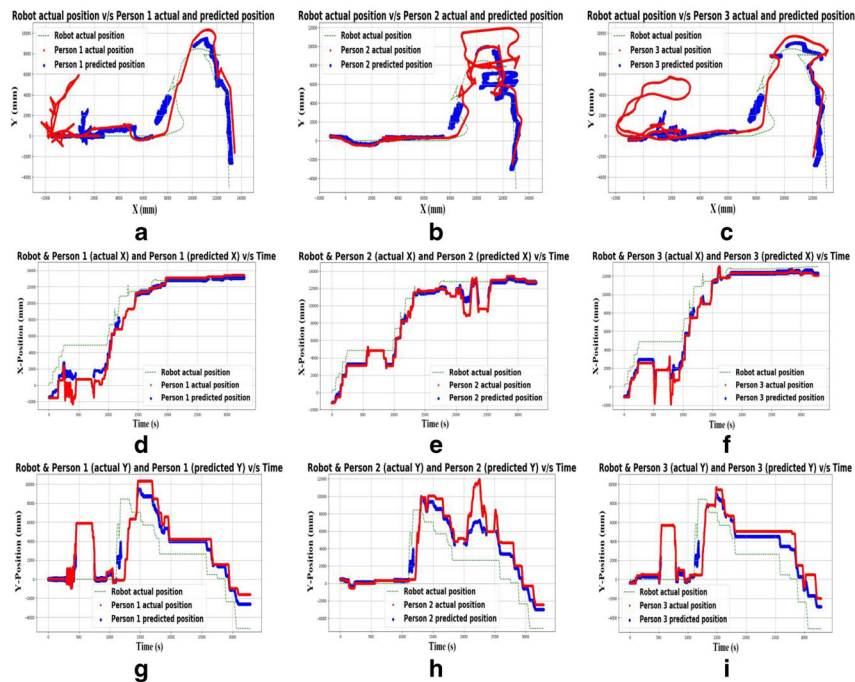 Robot actual position v/s Person 1 actual and predicted position
Robot actual position
Person 1 actual position
Person 1 predicted position
Y (mm)
X (mm)
a
Robot actual position v/s Person 2 actual and predicted position
Robot actual position
Person 2 actual position
Person 2 predicted position
Y (mm)
X (mm)
b
Robot actual position v/s Person 3 actual and predicted position
Robot actual position
Person 3 actual position
Person 3 predicted position
Y (mm)
X (mm)
c
Robot & Person 1 (actual X) and Person 1 (predicted X) v/s Time
X-Position (mm)
Robot actual position
Person 1 actual position
Person 1 predicted position
Time (s)
d
Robot & Person 2 (actual X) and Person 2 (predicted X) v/s Time
X-Position (mm)
Robot actual position
Person 2 actual position
Person 2 predicted position
Time (s)
e
Robot & Person 3 (actual X) and Person 3 (predicted X) v/s Time
X-Position (mm)
Robot actual position
Person 3 actual position
Person 3 predicted position
Time (s)
f
Robot & Person 1 (actual Y) and Person 1 (predicted Y) v/s Time
Y-Position (mm)
Robot actual position
Person 1 actual position
Person 1 predicted position
Time (s)
g
Robot & Person 2 (actual Y) and Person 2 (predicted Y) v/s Time
Y-Position (mm)
Robot actual position
Person 2 actual position
Person 2 predicted position
Time (s)
h
Robot & Person 3 (actual Y) and Person 3 (predicted Y) v/s Time
Y-Position (mm)
Robot actual position
Person 3 actual position
Person 3 predicted position
Time (s)
i